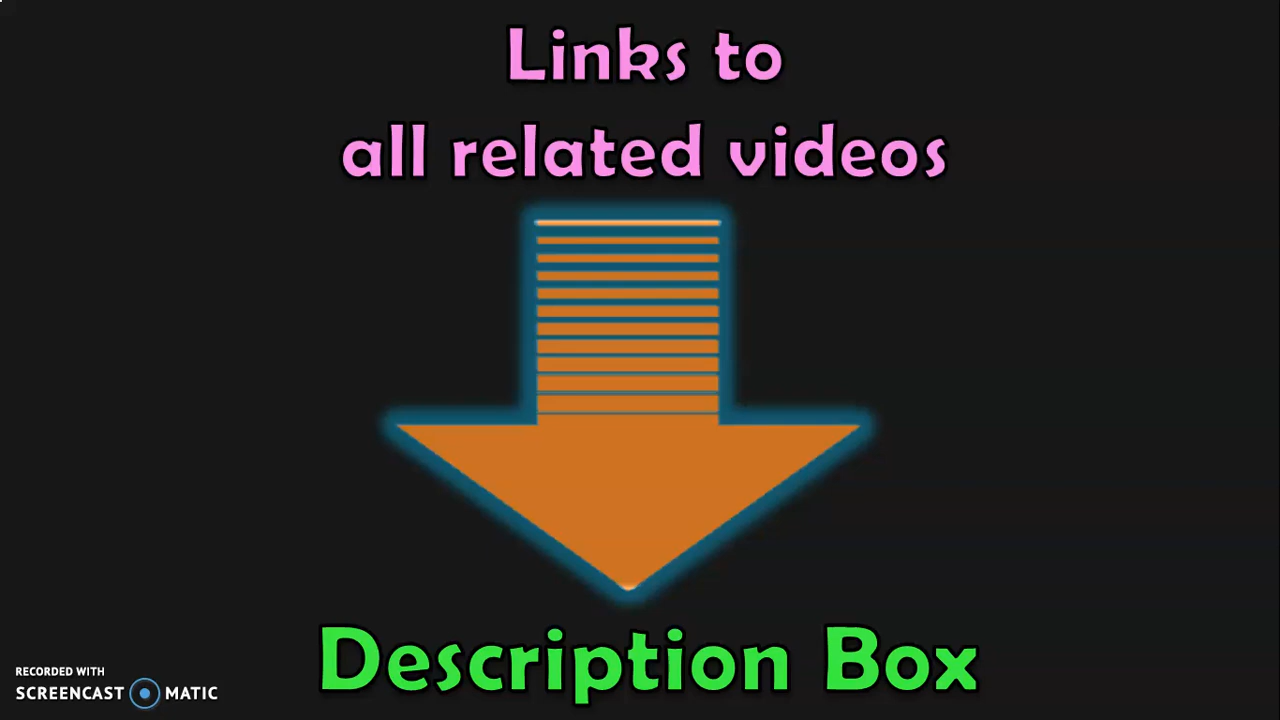 Links to
all related videos
Description Box
RECORDED WITH
SCREENCAST MATIC